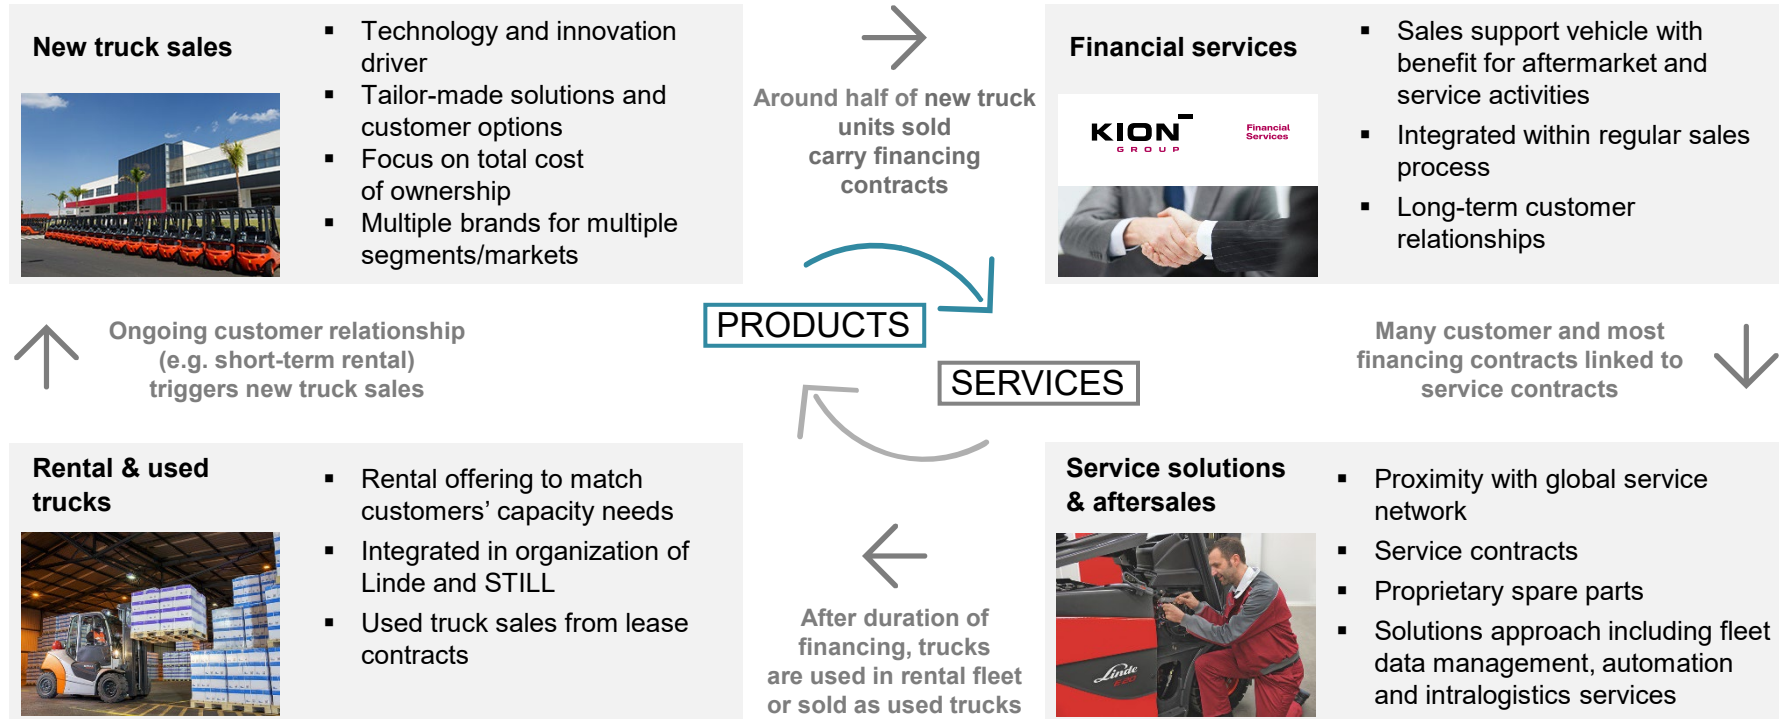 New truck sales
▪ Technology and innovation
driver
▪ Tailor-made solutions and
customer options
▪ Focus on total cost
of ownership
▪ Multiple brands for multiple
segments/markets
Around half of new truck
units sold
carry financing
contracts
Financial services
KION
GROUP
Financial
Services
▪ Sales support vehicle with
benefit for aftermarket and
service activities
▪ Integrated within regular sales
process
▪ Long-term customer
relationships
Ongoing customer relationship
(e.g. short-term rental)
triggers new truck sales
PRODUCTS
SERVICES
Many customer and most
financing contracts linked to
service contracts
Rental & used
trucks
▪ Rental offering to match
customers’ capacity needs
▪ Integrated in organization of
Linde and STILL
▪ Used truck sales from lease
contracts
After duration of
financing, trucks
are used in rental fleet
or sold as used trucks
Service solutions
& aftersales
Linde
E20
▪ Proximity with global service
network
▪ Service contracts
▪ Proprietary spare parts
▪ Solutions approach including fleet
data management, automation
and intralogistics services